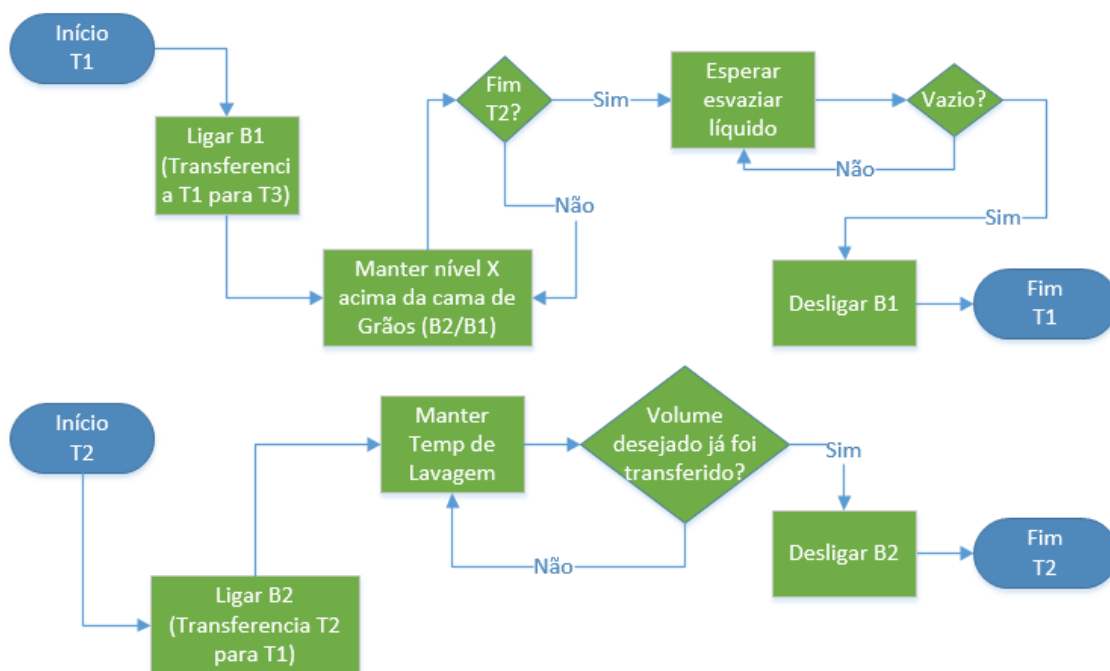 Início
T1
Ligar B1
(Transferenci
a T1 para T3)
Manter nível X
acima da cama de
Grãos (B2/B1)
Fim
T2?
Sim
Não
Esperar
esvaziar
líquido
Vazio?
Não
Sim
Desligar B1
Fim
T1
Início
T2
Ligar B2
(Transferencia T2
para T1)
Manter
Temp de
Lavagem
Volume
desejado já foi
transferido?
Não
Sim
Desligar B2
Fim
T2